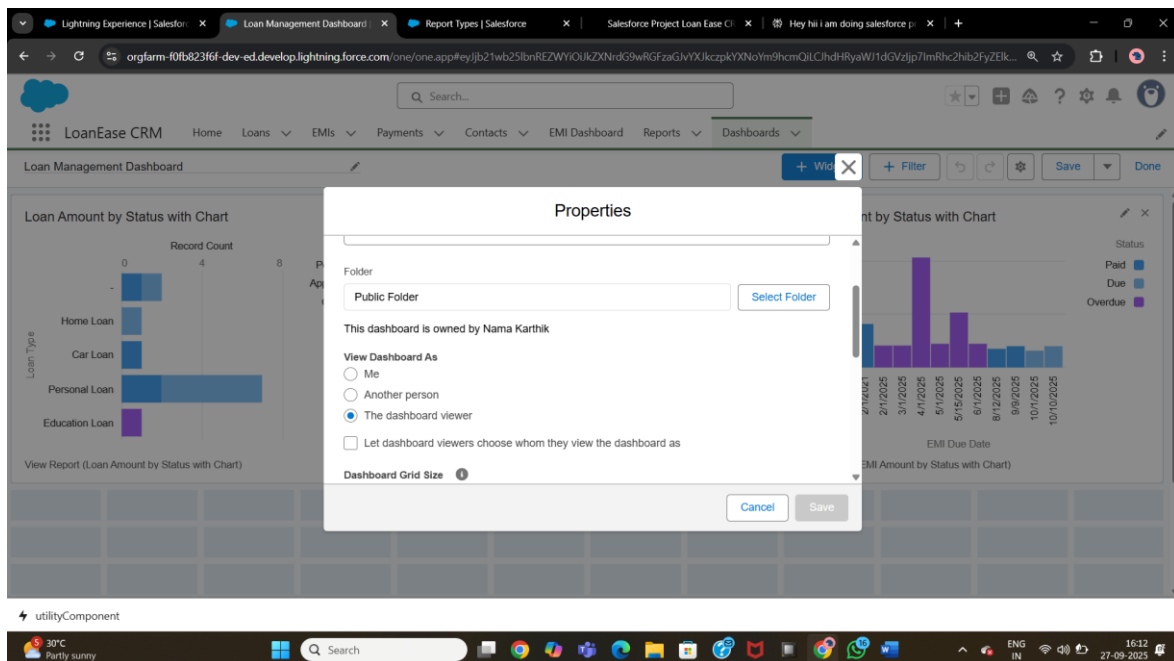 Lightning Experience | Salesforc
Loan Management Dashboard |
Report Types | Salesforce
Salesforce Project Loan Ease CR
Hey hii i am doing salesforce pr
orgfarm-f0fb823f6f-dev-ed.develop.lightning.force.com/one/one.app#
Search...
LoanEase CRM Home Loans EMIs Payments Contacts EMI Dashboard Reports Dashboards
Loan Management Dashboard
+ Wid
+ Filter
Save
Done
Loan Amount by Status with Chart
Record Count
0 4 8
Loan Type
-
Home Loan
Car Loan
Personal Loan
Education Loan
View Report (Loan Amount by Status with Chart)
Properties
Folder
Public Folder
Select Folder
This dashboard is owned by Nama Karthik
View Dashboard As
Me
Another person
The dashboard viewer
Let dashboard viewers choose whom they view the dashboard as
Dashboard Grid Size
Cancel
Save
nt by Status with Chart
Status
Paid
Due
Overdue
2/1/2025
3/1/2025
4/1/2025
5/1/2025
5/15/2025
6/1/2025
8/12/2025
9/9/2025
10/1/2025
10/10/2025
EMI Due Date
EMI Amount by Status with Chart)
utilityComponent
5
30°C
Partly sunny
Search
16
ENG
IN
16:12
27-09-2025